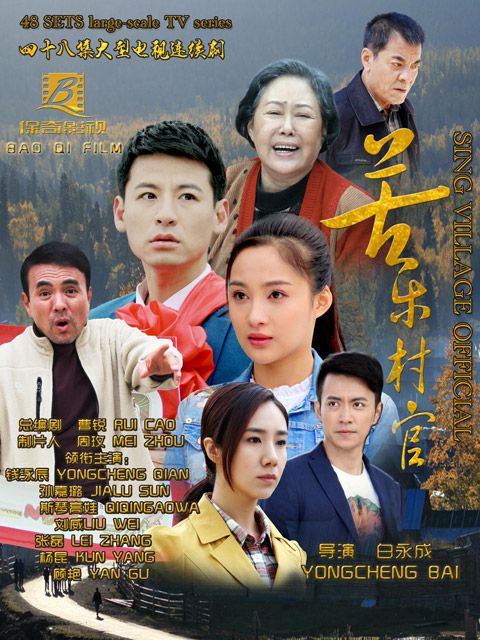 48 SETS large-scale TV series
四十八集大型电视连续剧
B
保奇影视
BAO QI FILM
苦乐村官
SING VILLAGE OFFICIAL
总编剧 曹锐 RUI CAO
制片人 周玫 MEI ZHOU
领衔主演:
钱泳辰 YONGCHENG QIAN
孙嘉璐 JIALU SUN
斯琴高娃 QIQINGAOWA
刘威 LIU WEI
张磊 LEI ZHANG
杨昆 KUN YANG
顾艳 YAN GU
导演 白永成
YONGCHENG BAI